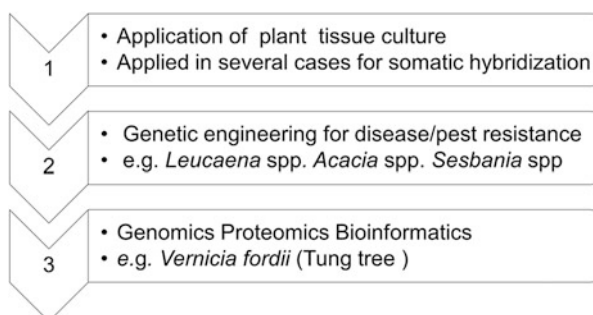 1
• Application of plant tissue culture
• Applied in several cases for somatic hybridization
2
• Genetic engineering for disease/pest resistance
• e.g. Leucaena spp. Acacia spp. Sesbania spp
3
• Genomics Proteomics Bioinformatics
• e.g. Vernicia fordii (Tung tree )